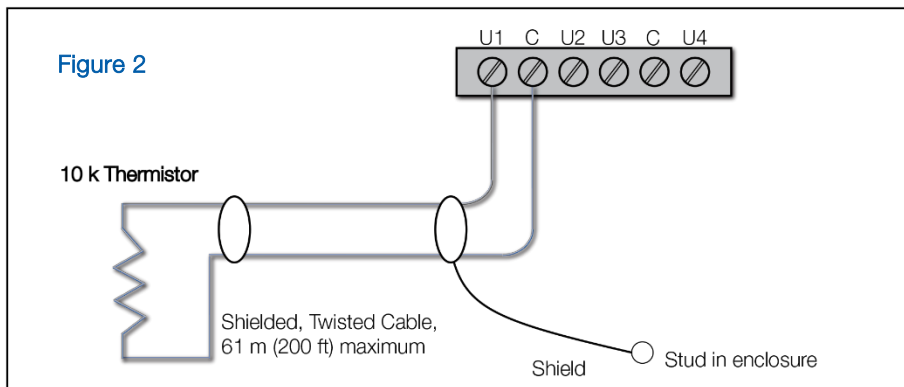 U1 C U2 U3 C U4
Figure 2
10 k Thermistor
Shielded, Twisted Cable,
61 m (200 ft) maximum
Shield
Stud in enclosure